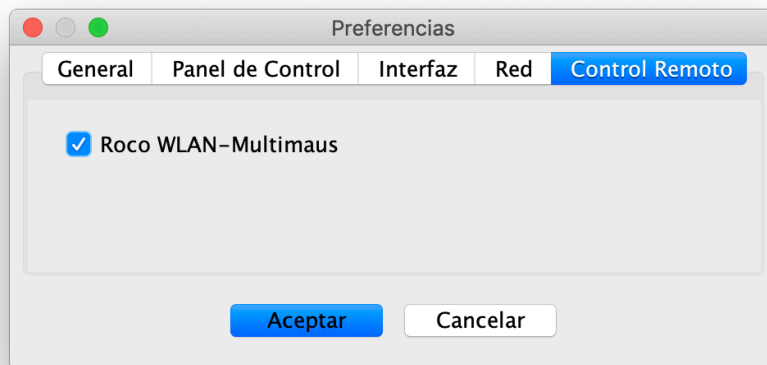 Preferencias
General Panel de Control Interfaz Red Control Remoto
Roco WLAN-Multimaus
Aceptar Cancelar